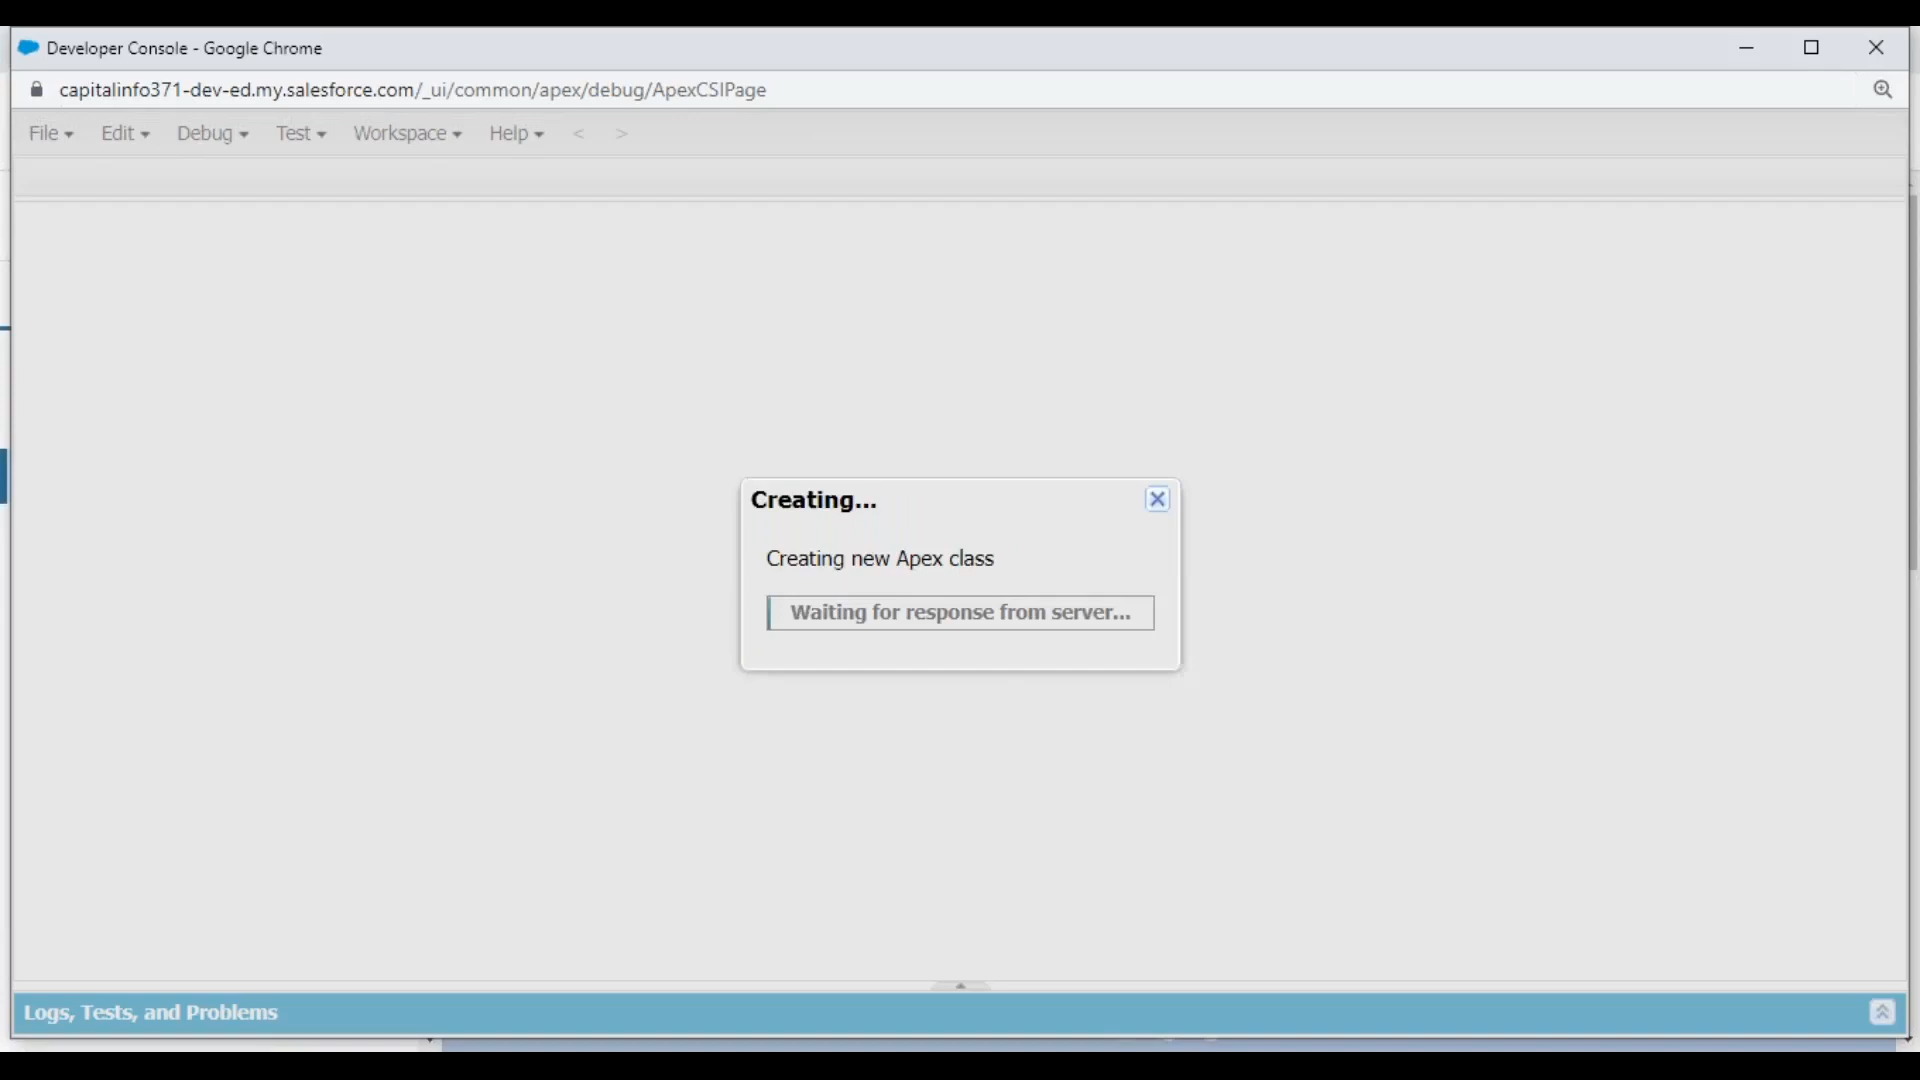 Developer Console - Google Chrome
capitalinfo371-dev-ed.my.salesforce.com/_ui/common/apex/debug/ApexCSIPage
File Edit Debug Test Workspace Help < >
Creating...
Creating new Apex class
Waiting for response from server...
Logs, Tests, and Problems